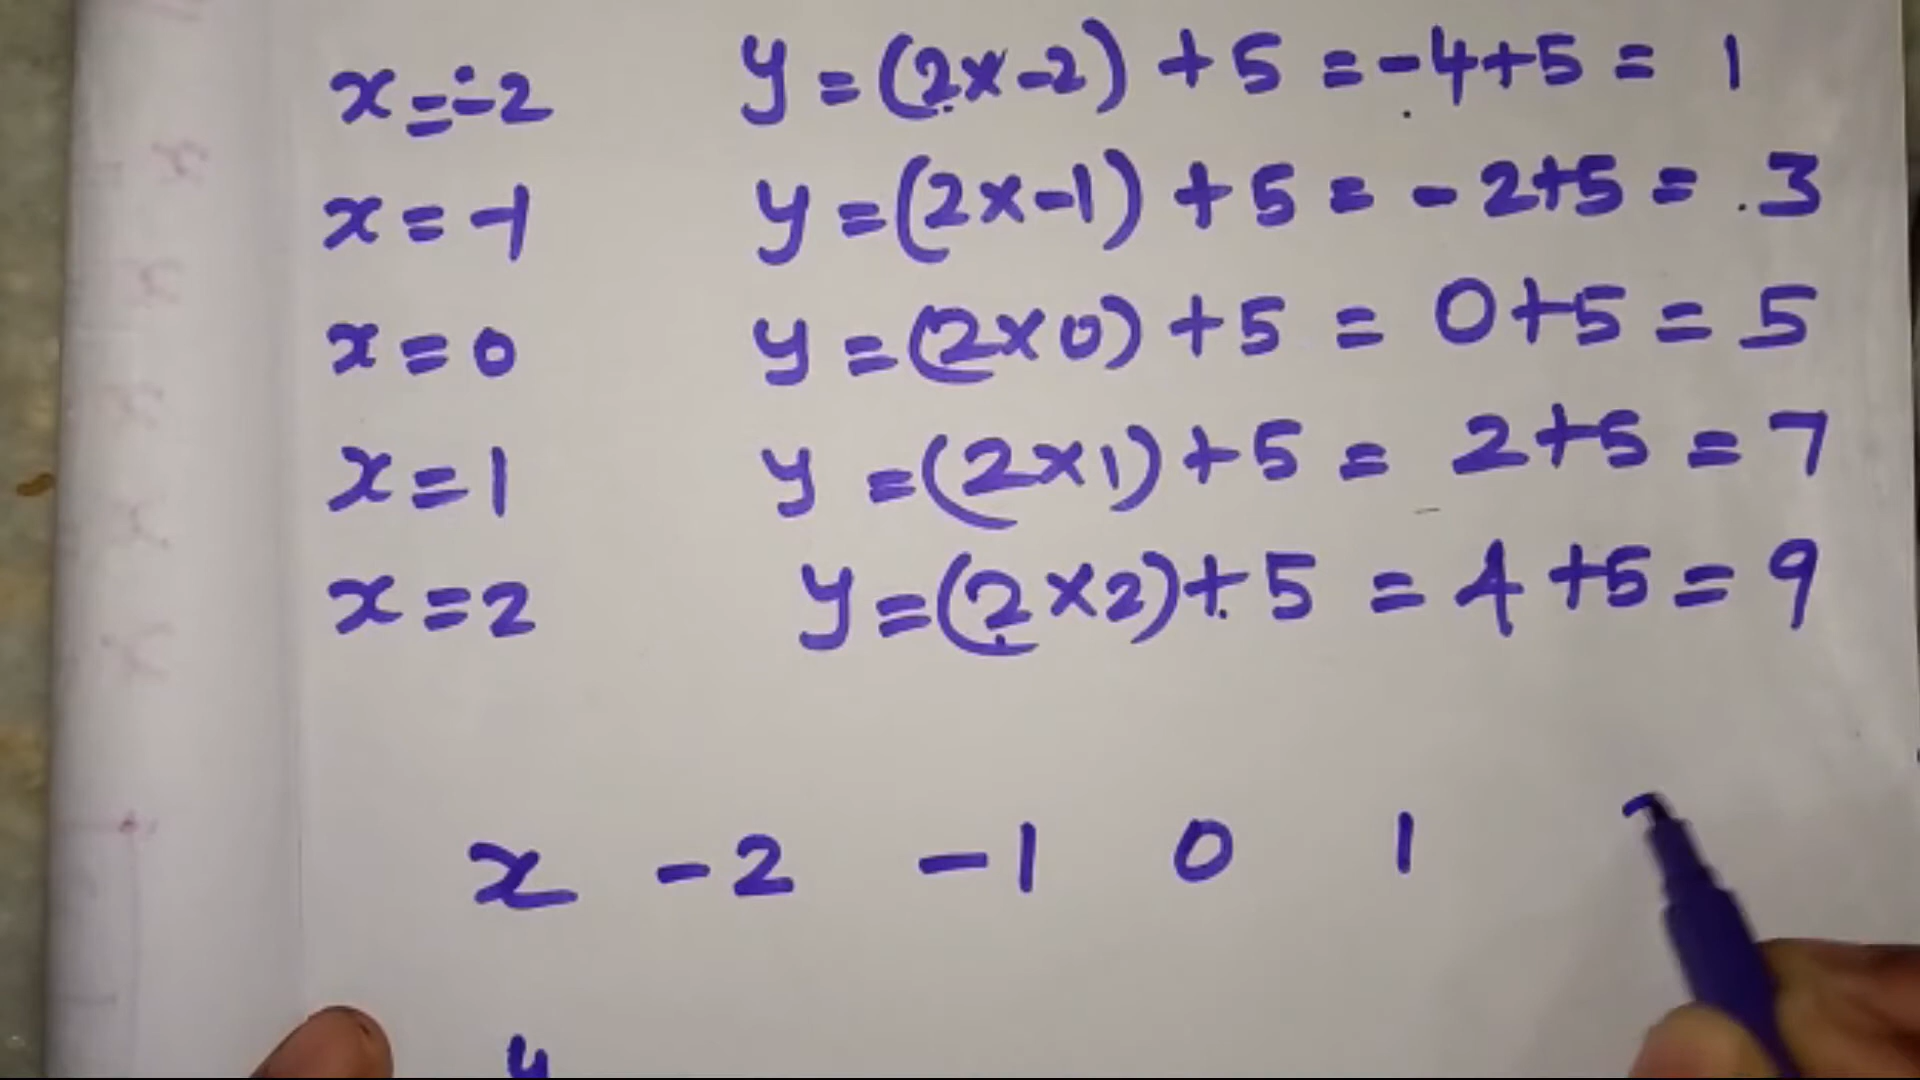 x=-2 y=(2x-2)+5=-4+5=1
x=-1 y=(2x-1)+5=-2+5=3
x=0 y=(2x0)+5=0+5=5
x=1 y=(2x1)+5=2+5=7
x=2 y=(2x2)+5=4+5=9
x -2 -1 0 1
y